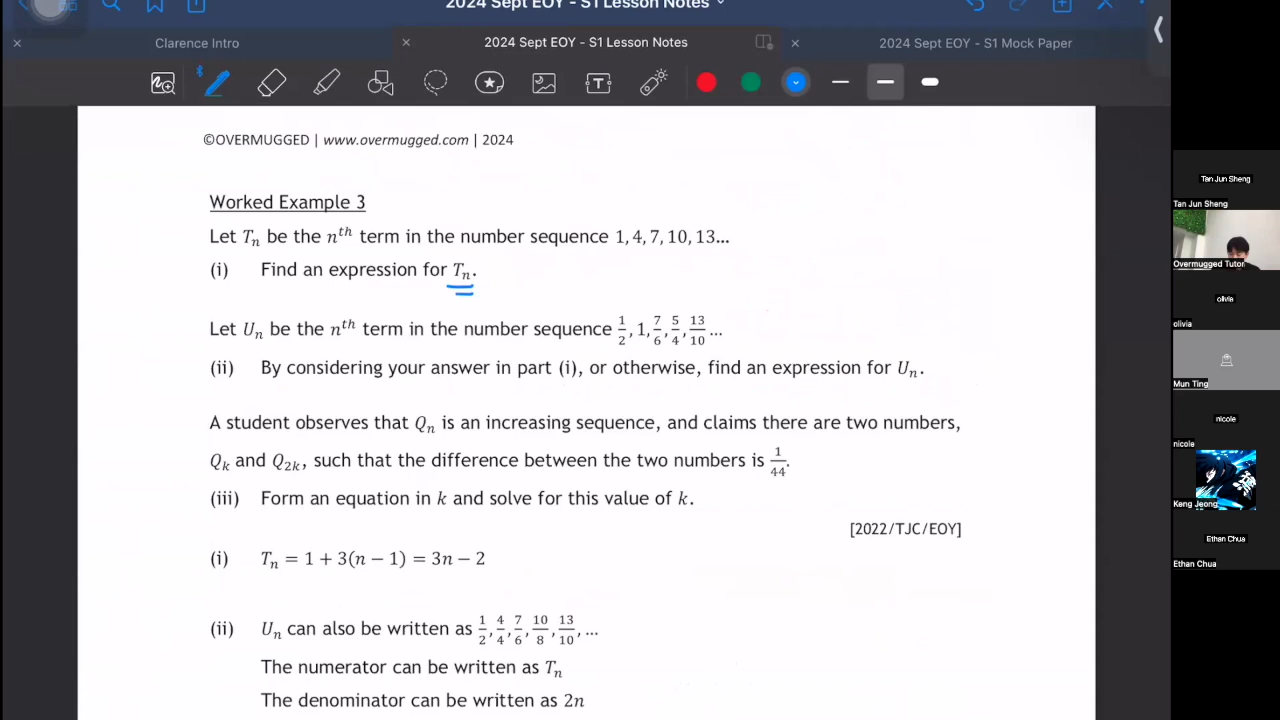 2024 Sept EOY - S1 Lesson Notes
Clarence Intro
2024 Sept EOY - S1 Lesson Notes
2024 Sept EOY - S1 Mock Paper
©OVERMUGGED | www.overmugged.com | 2024
Worked Example 3
Let Tₙ be the nᵗʰ term in the number sequence 1, 4, 7, 10, 13…
(i) Find an expression for Tₙ.
Let Uₙ be the nᵗʰ term in the number sequence 1/2, 1, 7/6, 5/4, 13/10 …
(ii) By considering your answer in part (i), or otherwise, find an expression for Uₙ.
A student observes that Qₙ is an increasing sequence, and claims there are two numbers,
Qₖ and Q₂ₖ, such that the difference between the two numbers is 1/44.
(iii) Form an equation in k and solve for this value of k.
[2022/TJC/EOY]
(i) Tₙ = 1 + 3(n − 1) = 3n − 2
(ii) Uₙ can also be written as 1/2, 4/4, 7/6, 10/8, 13/10, …
The numerator can be written as Tₙ
The denominator can be written as 2n
Tan Jun Sheng
Tan Jun Sheng
Overmugged Tutor
olivia
olivia
Mun Ting
nicole
nicole
Keng Jeong
Ethan Chua
Ethan Chua